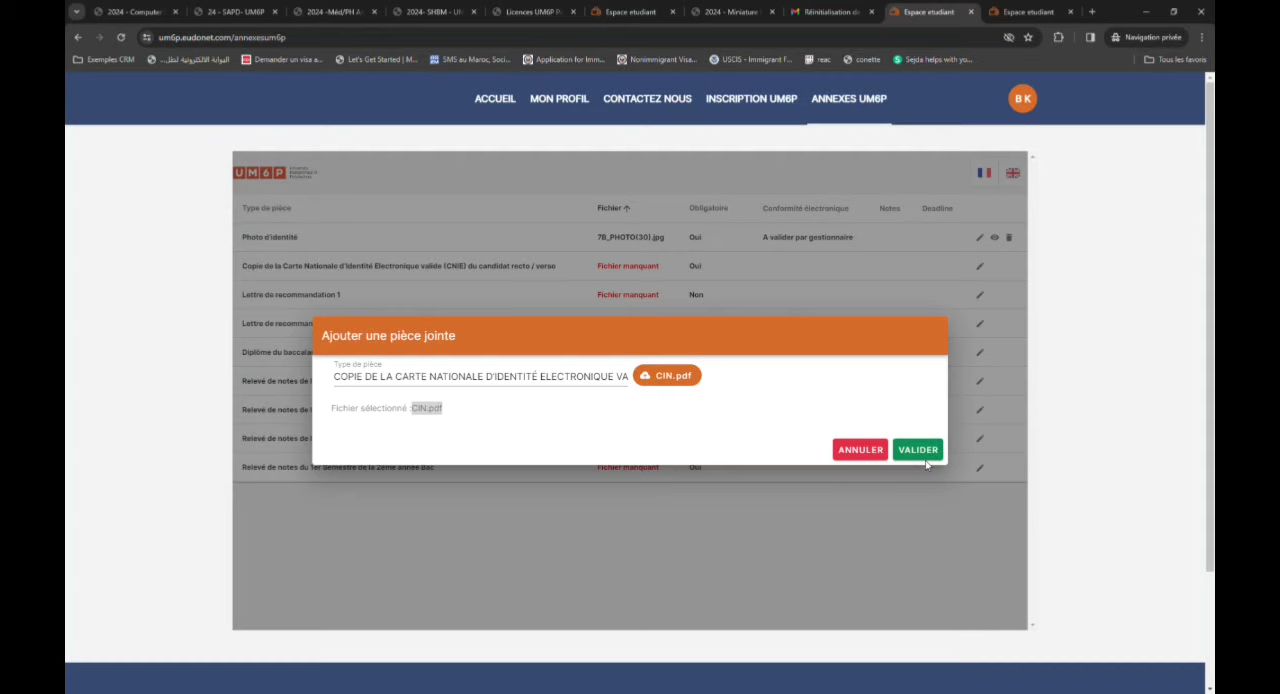 2024 - Computer
24 - SAPD- UM6P
2024 -Méd/PH A
2024- SHBM - U
Licences UM6P P
Espace etudiant
2024 - Miniature
Réinitialisation d
Espace etudiant
Espace etudiant
um6p.eudonet.com/annexesum6p
Navigation privée
Exemples CRM
البوابة الالكترونية لطل...
Demander un visa a...
Let's Get Started | M...
SMS au Maroc, Soci...
Application for Imm...
Nonimmigrant Visa...
USCIS - Immigrant F...
reac
conette
Sejda helps with yo...
Tous les favoris
ACCUEIL MON PROFIL CONTACTEZ NOUS INSCRIPTION UM6P ANNEXES UM6P
B K
UM6P
Type de pièce Fichier Obligatoire Conformité électronique Notes Deadline
Photo d'identité 7B_PHOTO(30).jpg Oui A valider par gestionnaire
Copie de la Carte Nationale d'Identité Electronique valide (CNIE) du candidat recto / verso Fichier manquant Oui
Lettre de recommandation 1 Fichier manquant Non
Lettre de recomman
Diplôme du baccala
Relevé de notes de
Relevé de notes de
Relevé de notes de
Relevé de notes du 1er Semestre de la 2ème année Bac Fichier manquant Oui
Ajouter une pièce jointe
Type de pièce
COPIE DE LA CARTE NATIONALE D'IDENTITÉ ELECTRONIQUE VA
CIN.pdf
Fichier sélectionné :CIN.pdf
ANNULER VALIDER